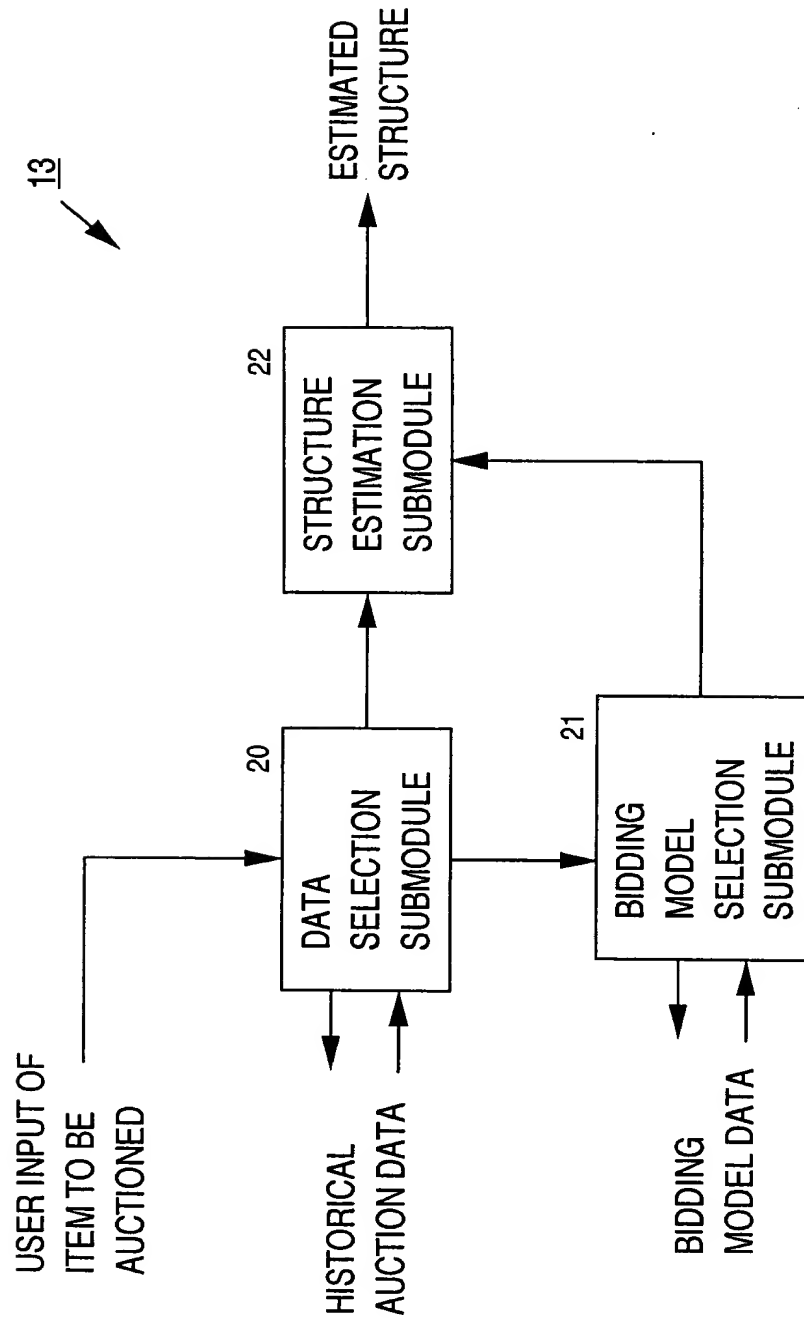 13
USER INPUT OF
ITEM TO BE
AUCTIONED
HISTORICAL
AUCTION DATA
20
DATA
SELECTION
SUBMODULE
22
STRUCTURE
ESTIMATION
SUBMODULE
ESTIMATED
STRUCTURE
BIDDING
MODEL DATA
21
BIDDING
MODEL
SELECTION
SUBMODULE